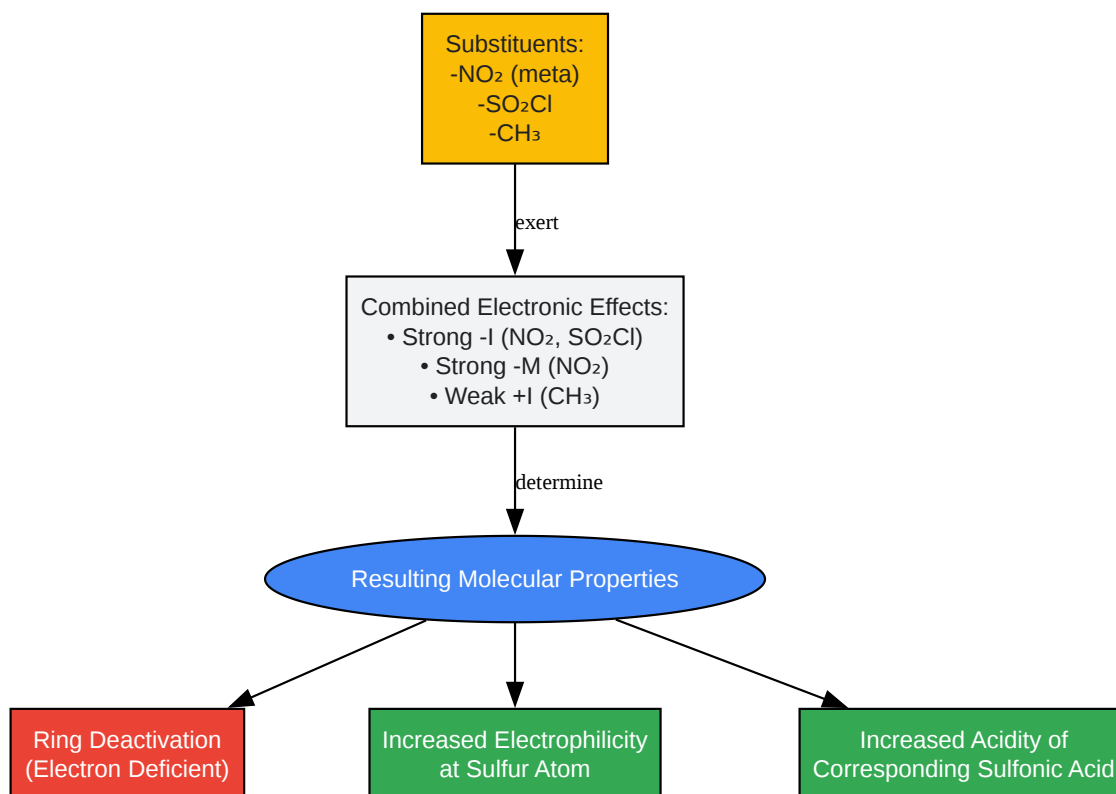 Substituents:
-NO₂ (meta)
-SO₂Cl
-CH₃
exert
Combined Electronic Effects:
• Strong -I (NO₂, SO₂Cl)
• Strong -M (NO₂)
• Weak +I (CH₃)
determine
Resulting Molecular Properties
Ring Deactivation
(Electron Deficient)
Increased Electrophilicity
at Sulfur Atom
Increased Acidity of
Corresponding Sulfonic Acid